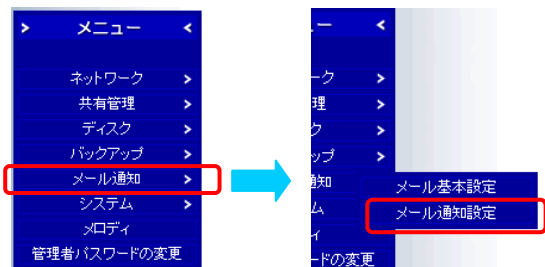 > メニュー <
ネットワーク >
共有管理 >
ディスク >
バックアップ >
メール通知 >
システム >
メロディ
管理者パスワードの変更
ー <
ーク >
理 >
ク >
ップ >
通知
メール基本設定
ム
メール通知設定
ィ
ードの変更